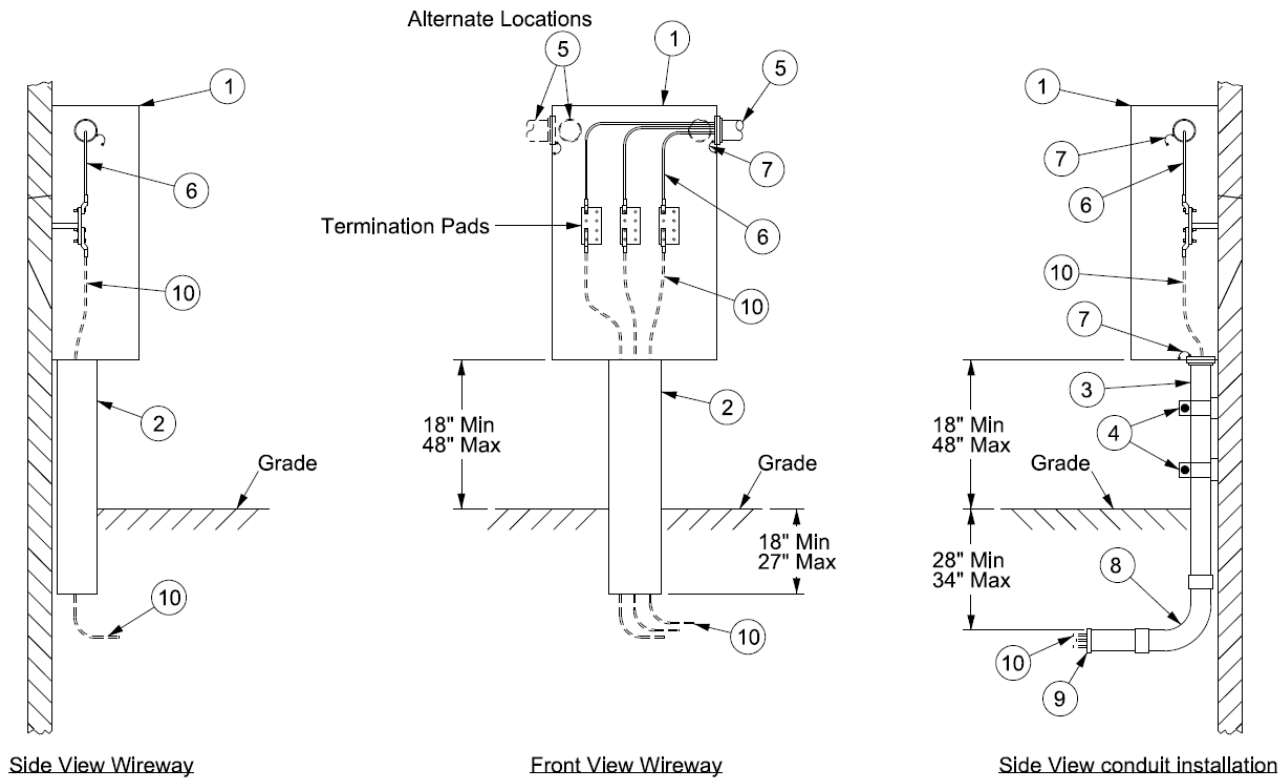 Alternate Locations
1
5
1
5
1
7
6
7
6
Termination Pads
6
10
10
10
7
3
2
2
18" Min
48" Max
18" Min
48" Max
4
Grade
Grade
Grade
18" Min
27" Max
28" Min
34" Max
8
10
10
10
9
Side View Wireway
Front View Wireway
Side View conduit installation